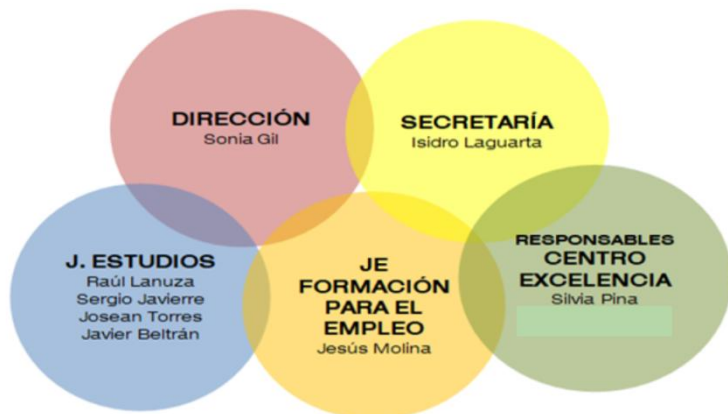 DIRECCIÓN
Sonia Gil
SECRETARÍA
Isidro Laguarta
J. ESTUDIOS
Raúl Lanuza
Sergio Javierre
Josean Torres
Javier Beltrán
JE
FORMACIÓN
PARA EL
EMPLEO
Jesús Molina
RESPONSABLES
CENTRO
EXCELENCIA
Silvia Pina